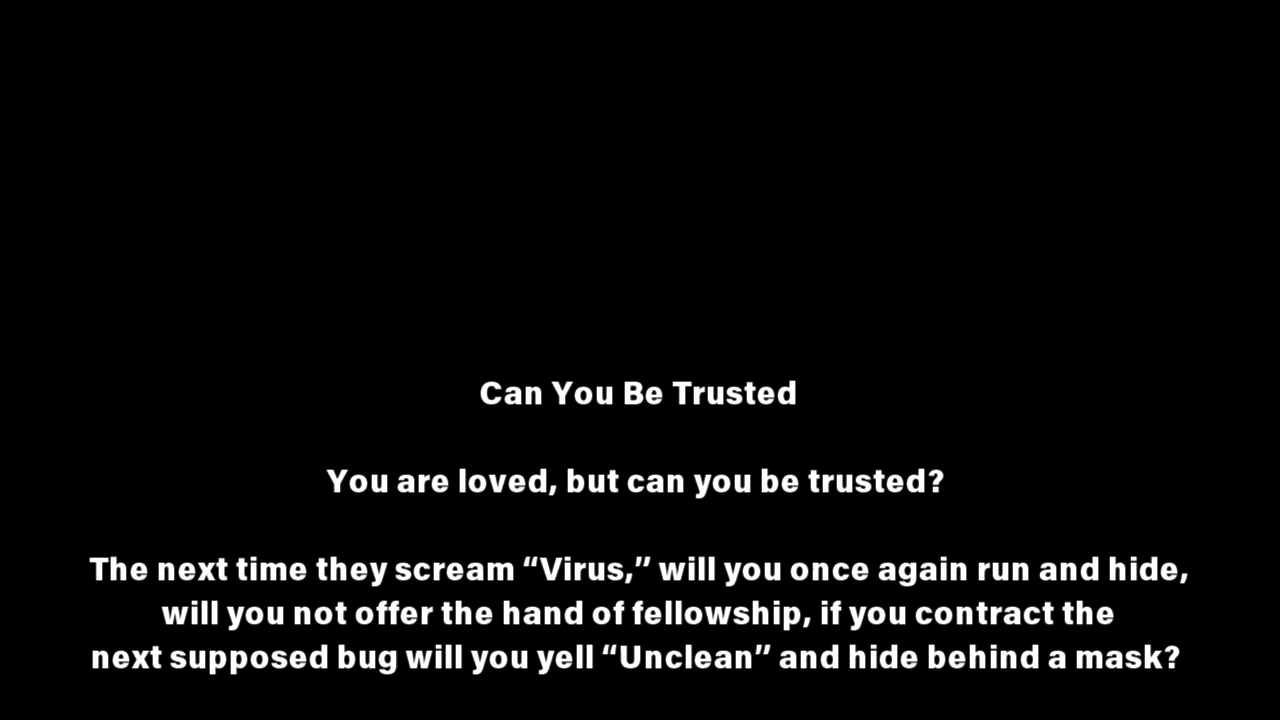 Can You Be Trusted
You are loved, but can you be trusted?
The next time they scream “Virus,” will you once again run and hide,
will you not offer the hand of fellowship, if you contract the
next supposed bug will you yell “Unclean” and hide behind a mask?